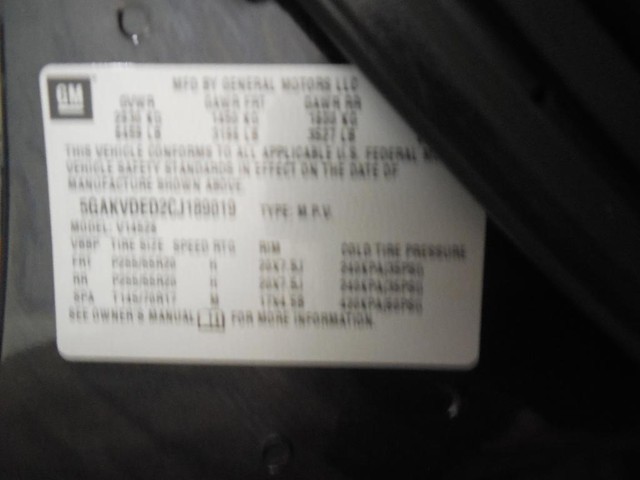 GM
MFD BY GENERAL MOTORS LLC
GVWR GAWR FRT GAWR RR
2930 KG 1450 KG 1600 KG
6459 LB 3196 LB 3527 LB
THIS VEHICLE CONFORMS TO ALL APPLICABLE U.S. FEDERAL
VEHICLE SAFETY STANDARDS IN EFFECT ON THE DATE OF
MANUFACTURE SHOWN ABOVE.
5GAKVDED2CJ189019 TYPE: M.P.V.
MODEL: V14526
TIRE SIZE SPEED RTG RIM COLD TIRE PRESSURE
FRT P255/65R20 H 20X7.5J 240KPA(35PSI)
RR P255/65R20 H 20X7.5J 240KPA(35PSI)
SPA T145/70R17 M 17X4.5B 420KPA(60PSI)
SEE OWNER'S MANUAL FOR MORE INFORMATION.